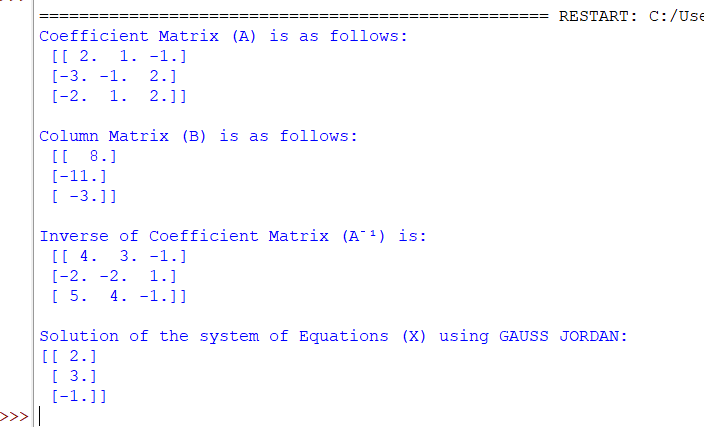 =================================================== RESTART: C:/Use
Coefficient Matrix (A) is as follows:
[[ 2.  1. -1.]
[-3. -1.  2.]
[-2.  1.  2.]]
Column Matrix (B) is as follows:
[[  8.]
[-11.]
[ -3.]]
Inverse of Coefficient Matrix (A⁻¹) is:
[[ 4.  3. -1.]
[-2. -2.  1.]
[ 5.  4. -1.]]
Solution of the system of Equations (X) using GAUSS JORDAN:
[[ 2.]
[ 3.]
[-1.]]
>>>